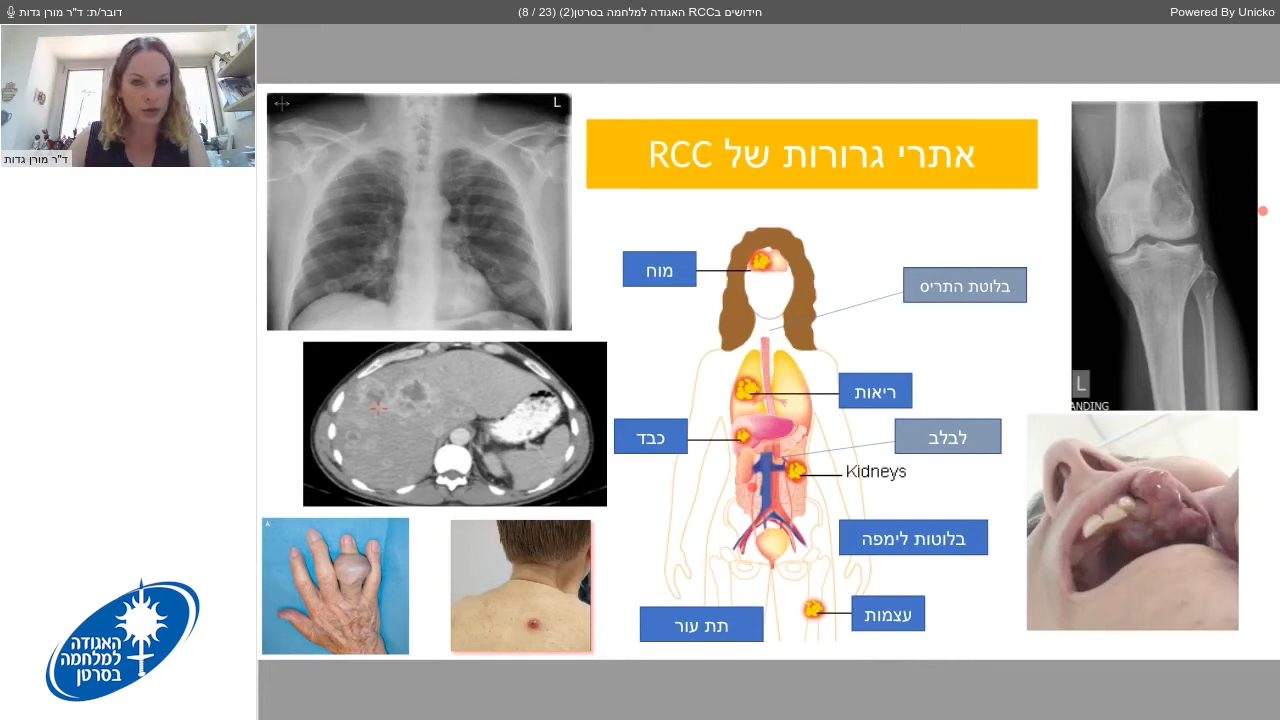 דובר/ת: ד"ר מורן גדות
חידושים בRCC האגודה למלחמה בסרטן(2) (23 / 8)
Powered By Unicko
ד"ר מורן גדות
L
אתרי גרורות של RCC
מוח
בלוטת התריס
ריאות
כבד
לבלב
Kidneys
בלוטות לימפה
עצמות
תת עור
L
ANDING
A
האגודה
למלחמה
בסרטן